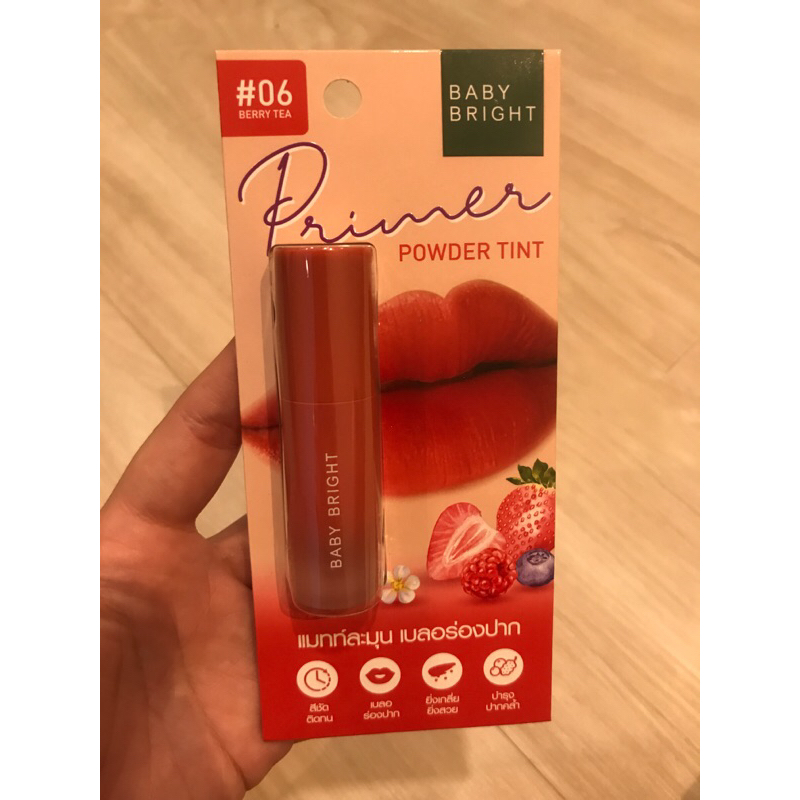 #06
BERRY TEA
BABY
BRIGHT
Primer
POWDER TINT
BABY BRIGHT
แมทท์ละมุน เบลอร่องปาก
สีชัด
ติดทน
เบลอ
ร่องปาก
ยิ่งเกลี่ย
ยิ่งสวย
บำรุง
ปากคล้ำ